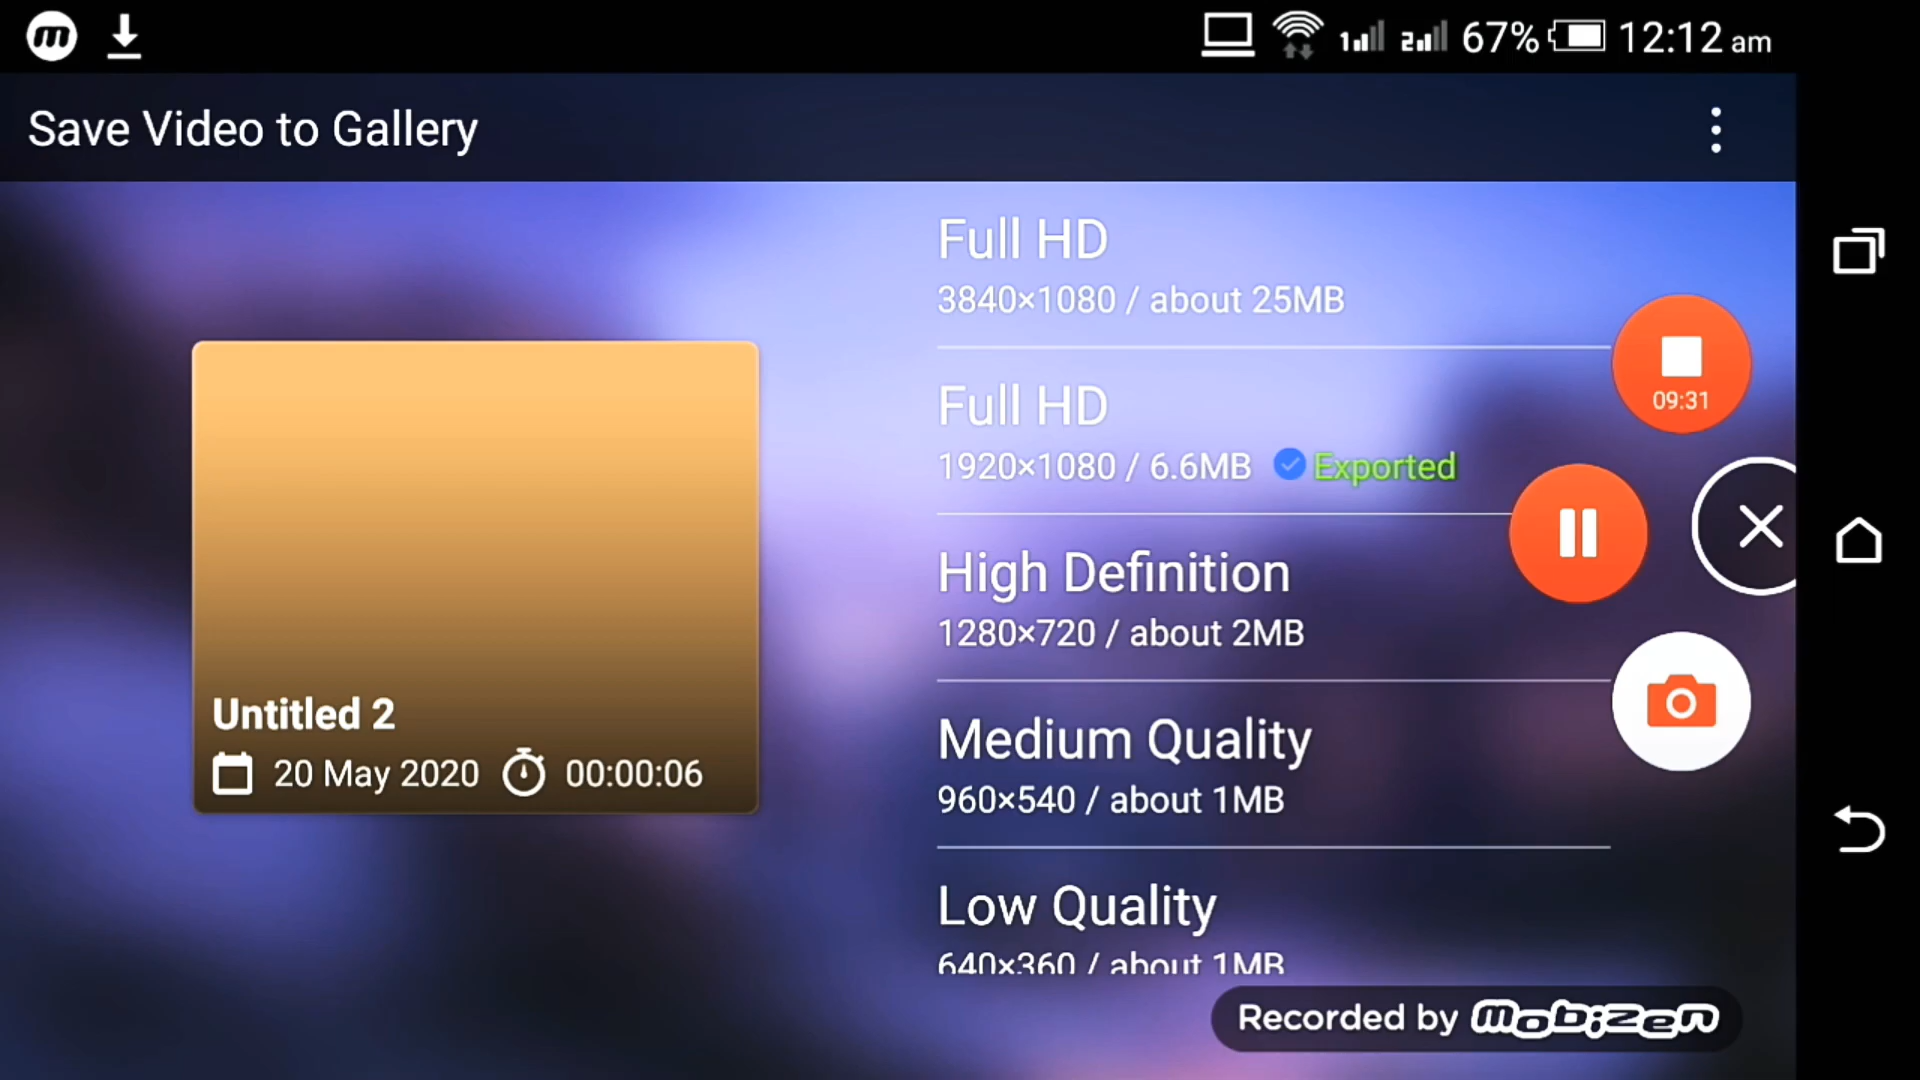 67% 12:12 am
Save Video to Gallery
Full HD
3840×1080 / about 25MB
09:31
Full HD
1920×1080 / 6.6MB Exported
High Definition
1280×720 / about 2MB
Untitled 2
Medium Quality
20 May 2020 00:00:06
960×540 / about 1MB
Low Quality
640×360 / about 1MB
Recorded by mobizen